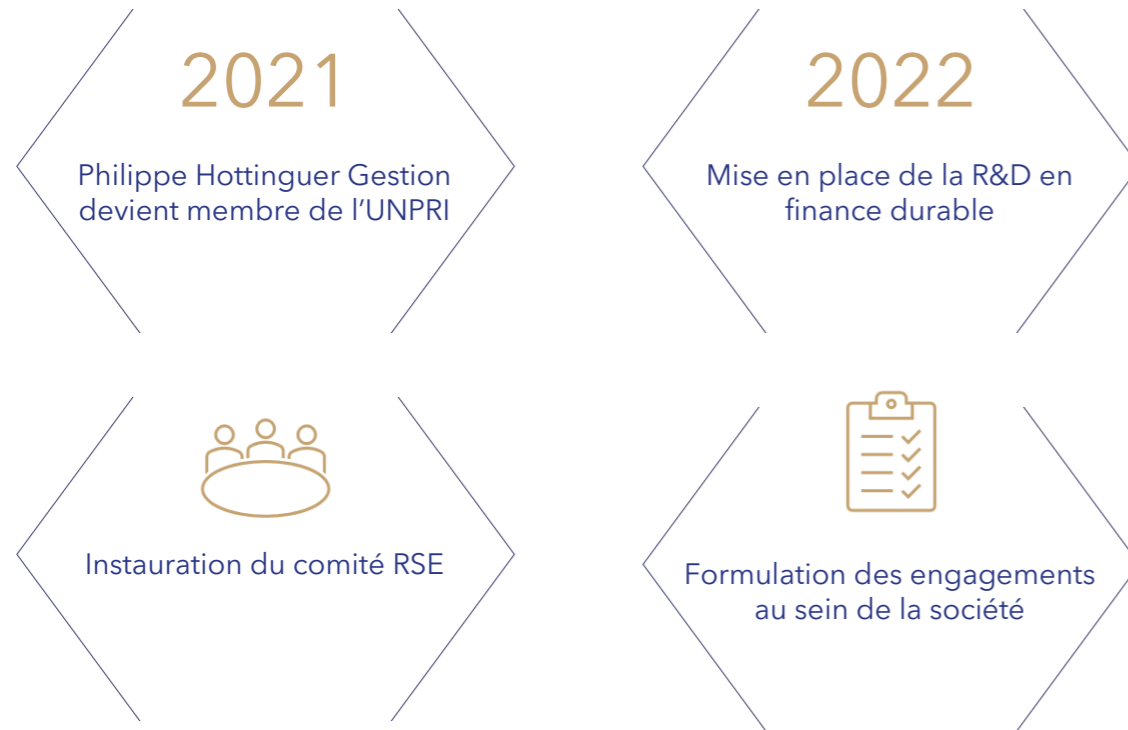 2021
Philippe Hottinguer Gestion
devient membre de l’UNPRI
2022
Mise en place de la R&D en
finance durable
Instauration du comité RSE
Formulation des engagements
au sein de la société